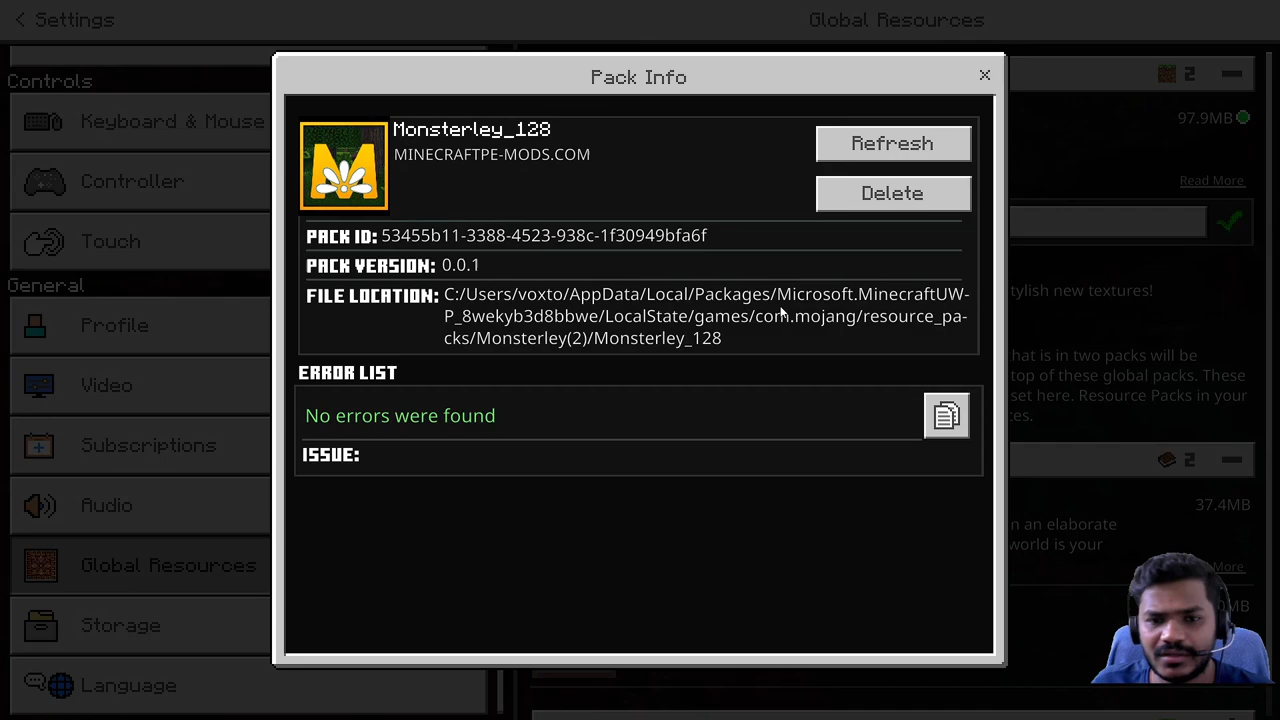 Settings
Global Resources
Controls
Keyboard & Mouse
Controller
Touch
General
Profile
Video
Subscriptions
Audio
Global Resources
Storage
Language
Pack Info
Monsterley_128
MINECRAFTPE-MODS.COM
Refresh
Delete
PACK ID: 53455b11-3388-4523-938c-1f30949bfa6f
PACK VERSION: 0.0.1
FILE LOCATION: C:/Users/voxto/AppData/Local/Packages/Microsoft.MinecraftUW-
P_8wekyb3d8bbwe/LocalState/games/com.mojang/resource_pa-
cks/Monsterley(2)/Monsterley_128
ERROR LIST
No errors were found
ISSUE:
2
97.9MB
Read More
tylish new textures!
hat is in two packs will be
top of these global packs. These
set here. Resource Packs in your
ces.
2
37.4MB
n an elaborate
world is your
More
MB